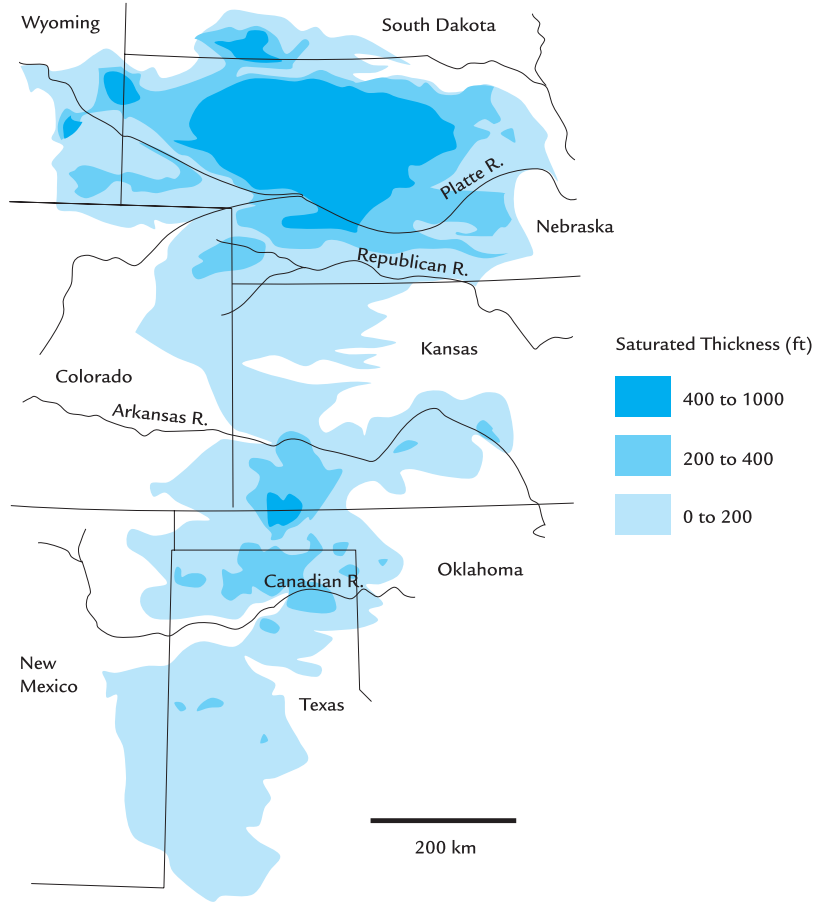 Wyoming
South Dakota
Platte R.
Nebraska
Republican R.
Kansas
Saturated Thickness (ft)
Colorado
400 to 1000
Arkansas R.
200 to 400
0 to 200
Oklahoma
Canadian R.
New
Mexico
Texas
200 km